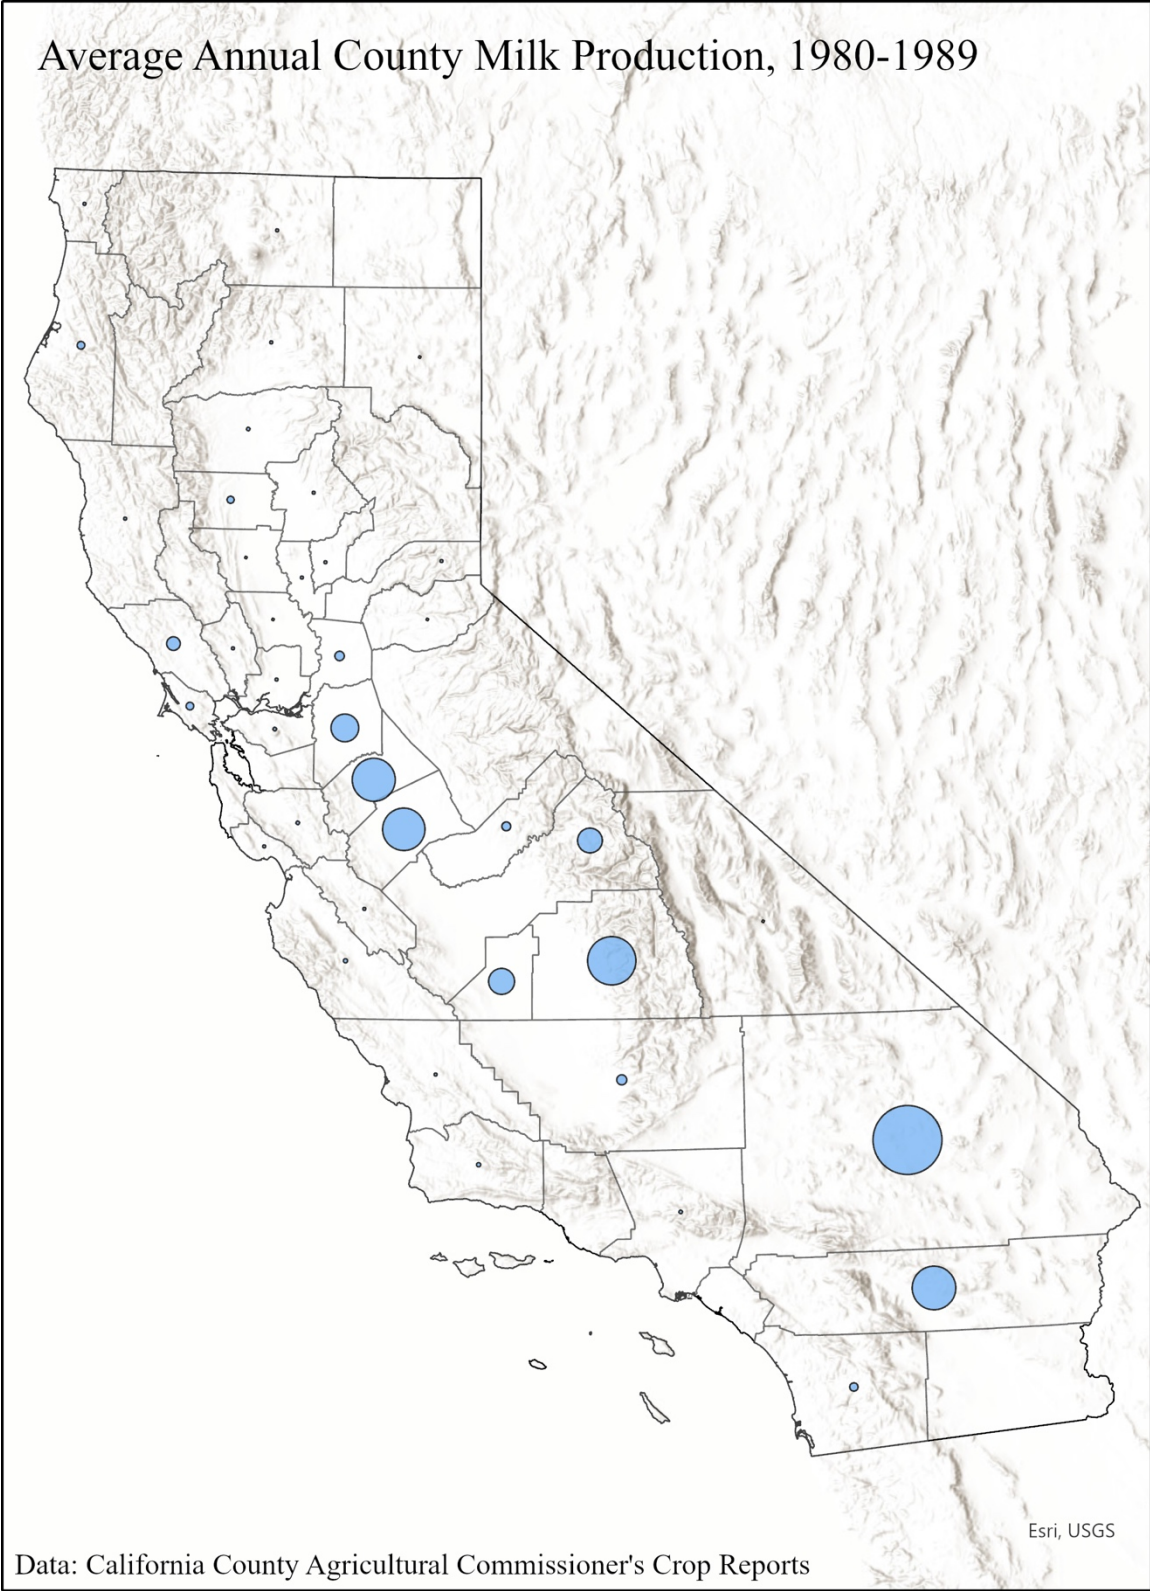 Average Annual County Milk Production, 1980-1989
Esri, USGS
Data: California County Agricultural Commissioner's Crop Reports